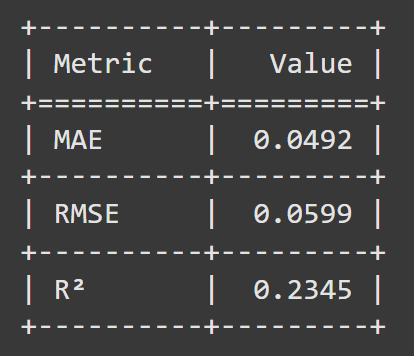 +----------+---------+
| Metric   |   Value |
+==========+=========+
| MAE      |  0.0492 |
+----------+---------+
| RMSE     |  0.0599 |
+----------+---------+
| R²       |  0.2345 |
+----------+---------+